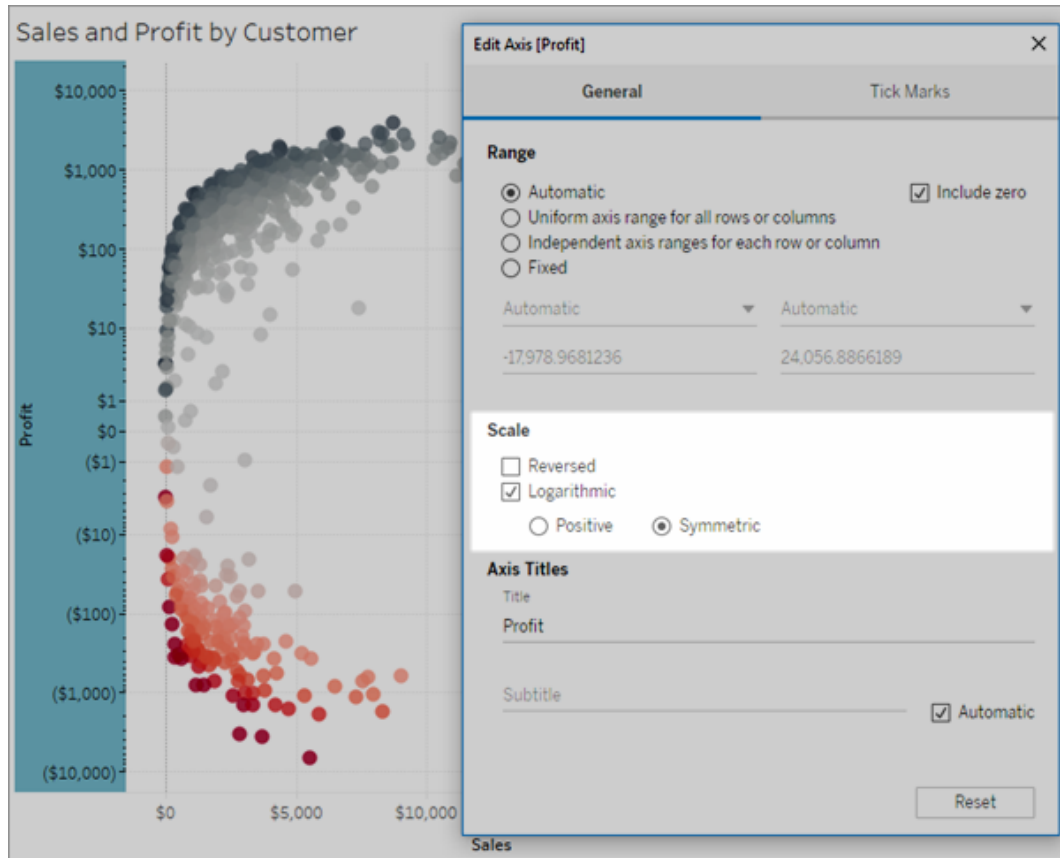 Sales and Profit by Customer
$10,000
$1,000
$100
$10
$1
$0
($1)
($10)
($100)
($1,000)
($10,000)
Profit
$0
$5,000
$10,000
Sales
Edit Axis [Profit]
General
Tick Marks
Range
Automatic
Include zero
Uniform axis range for all rows or columns
Independent axis ranges for each row or column
Fixed
Automatic
Automatic
-17,978.9681236
24,056.8866189
Scale
Reversed
Logarithmic
Positive
Symmetric
Axis Titles
Title
Profit
Subtitle
Automatic
Reset